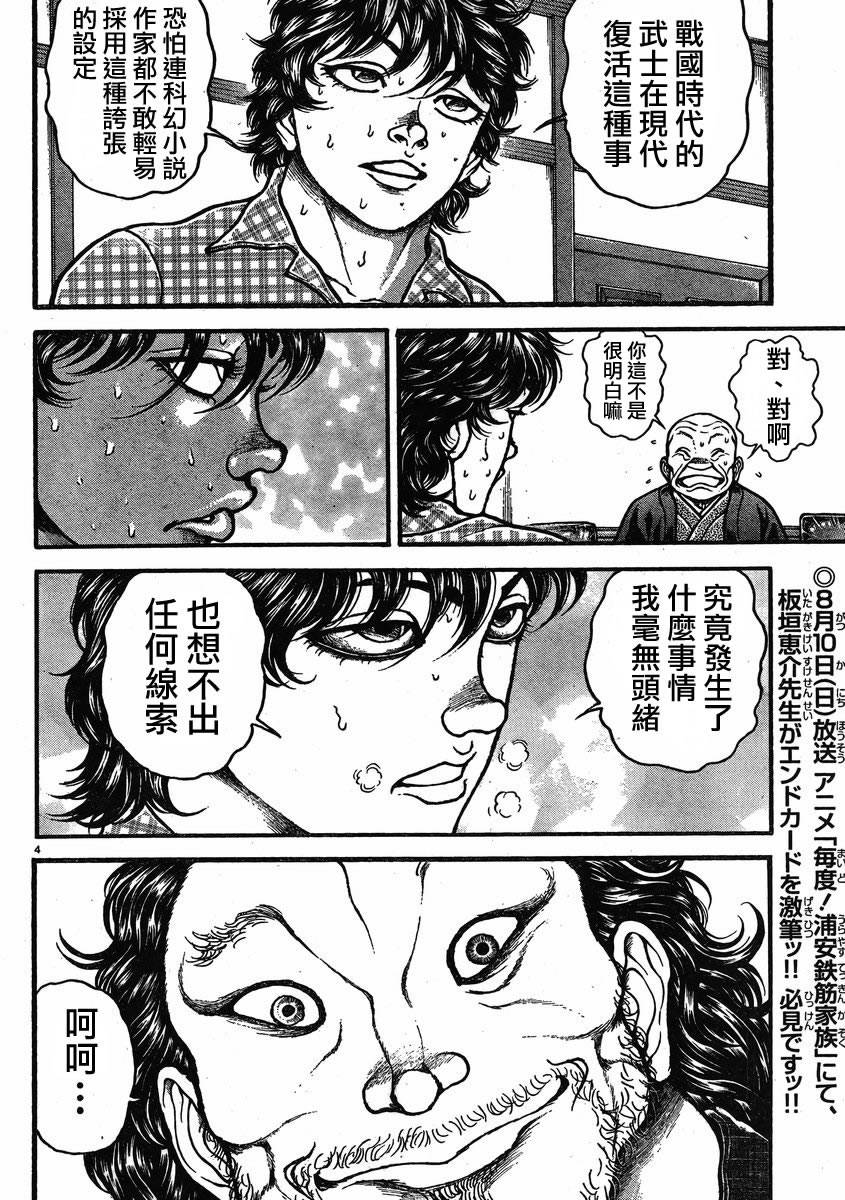 戰國時代的
武士在現代
復活這種事
恐怕連科幻小說
作家都不敢輕易
採用這種誇張
的設定
對、對啊
你這不是
很明白嘛
究竟發生了
什麼事情
我毫無頭緒
也想不出
任何線索
4
呵呵…
◎8月10日(日)放送 アニメ「毎度!浦安鉄筋家族」にて、
板垣恵介先生がエンドカードを激筆ッ!! 必見ですッ!!